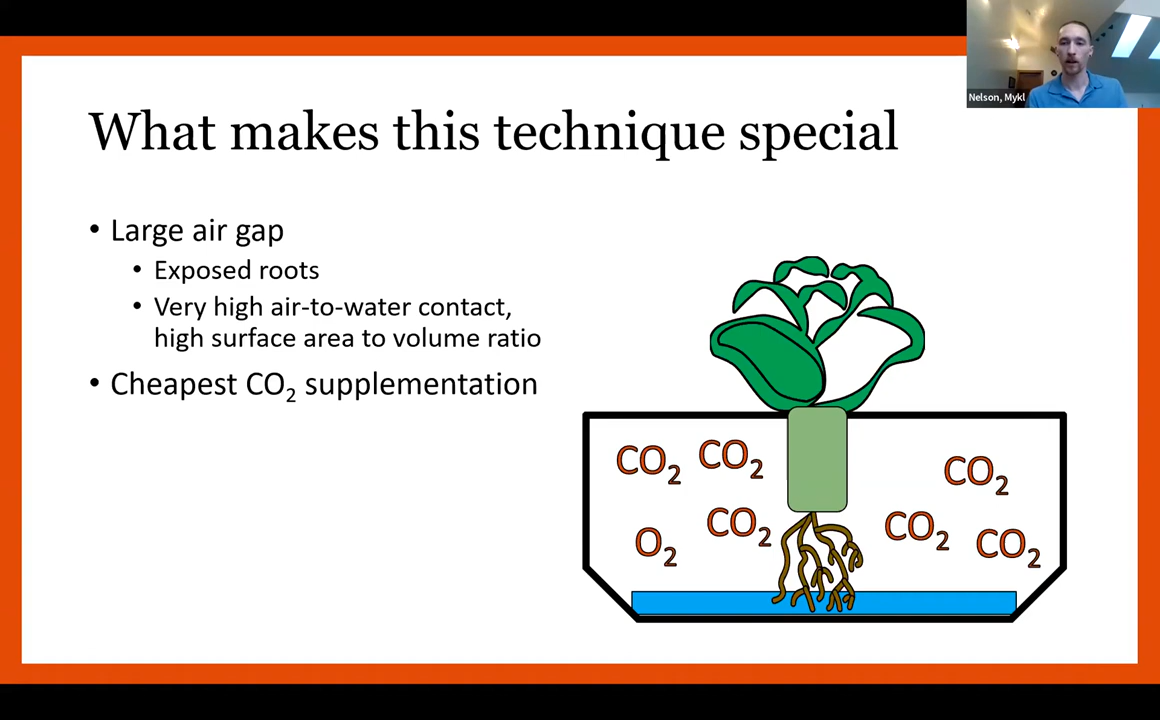 Nelson, Mykl
What makes this technique special
• Large air gap
• Exposed roots
• Very high air-to-water contact,
high surface area to volume ratio
• Cheapest CO₂ supplementation
CO₂ CO₂ CO₂
O₂ CO₂ CO₂ CO₂